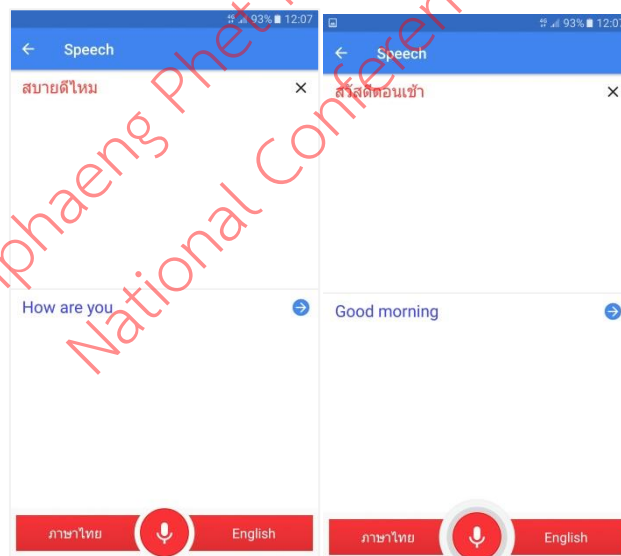 93% 12:07
Speech
สบายดีไหม
How are you
ภาษาไทย English
93% 12:07
Speech
สวัสดีตอนเช้า
Good morning
ภาษาไทย English
phaeng Phet
National Conferen